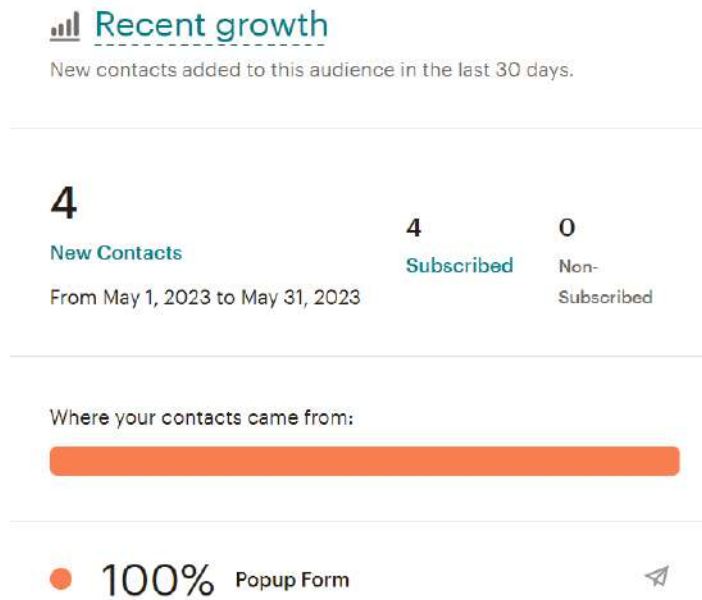 Recent growth
New contacts added to this audience in the last 30 days.
4
New Contacts
From May 1, 2023 to May 31, 2023
4
Subscribed
0
Non-
Subscribed
Where your contacts came from:
100% Popup Form